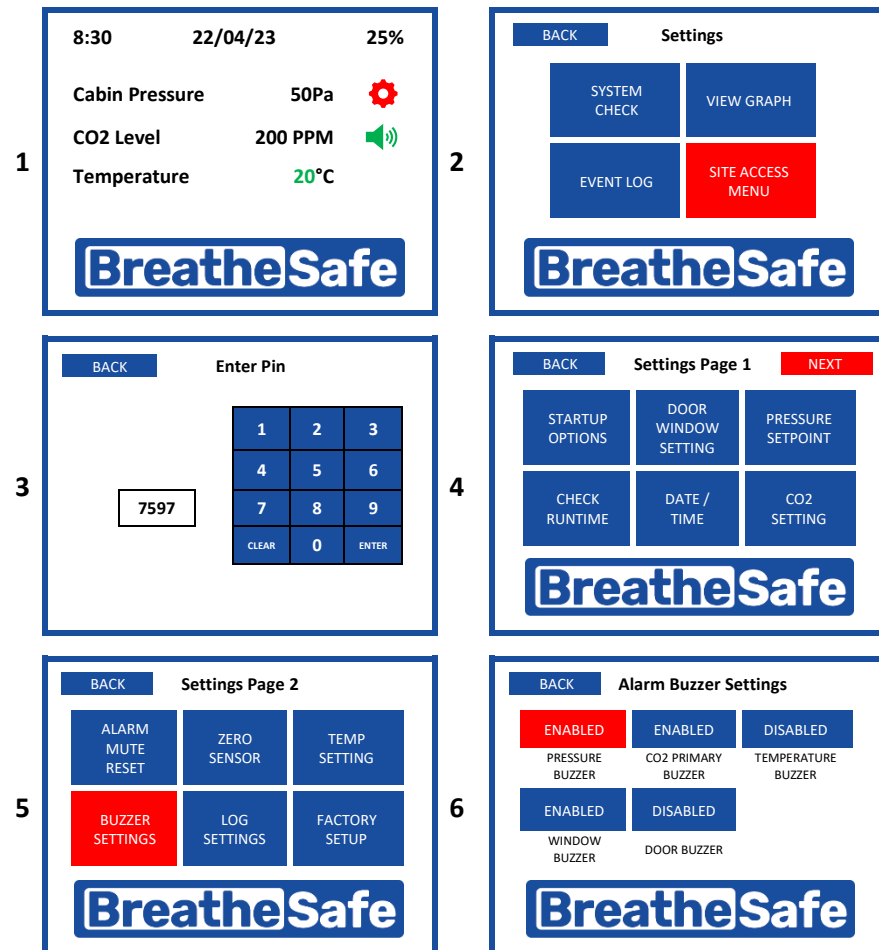 1
8:30 22/04/23 25%
Cabin Pressure 50Pa
CO2 Level 200 PPM
Temperature 20°C
BreatheSafe
2
BACK Settings
SYSTEM
CHECK
VIEW GRAPH
EVENT LOG
SITE ACCESS
MENU
BreatheSafe
3
BACK Enter Pin
7597
1 2 3
4 5 6
7 8 9
CLEAR 0 ENTER
4
BACK Settings Page 1 NEXT
STARTUP
OPTIONS
DOOR
WINDOW
SETTING
PRESSURE
SETPOINT
CHECK
RUNTIME
DATE /
TIME
CO2
SETTING
BreatheSafe
5
BACK Settings Page 2
ALARM
MUTE
RESET
ZERO
SENSOR
TEMP
SETTING
BUZZER
SETTINGS
LOG
SETTINGS
FACTORY
SETUP
BreatheSafe
6
BACK Alarm Buzzer Settings
ENABLED
PRESSURE
BUZZER
ENABLED
CO2 PRIMARY
BUZZER
DISABLED
TEMPERATURE
BUZZER
ENABLED
WINDOW
BUZZER
DISABLED
DOOR BUZZER
BreatheSafe